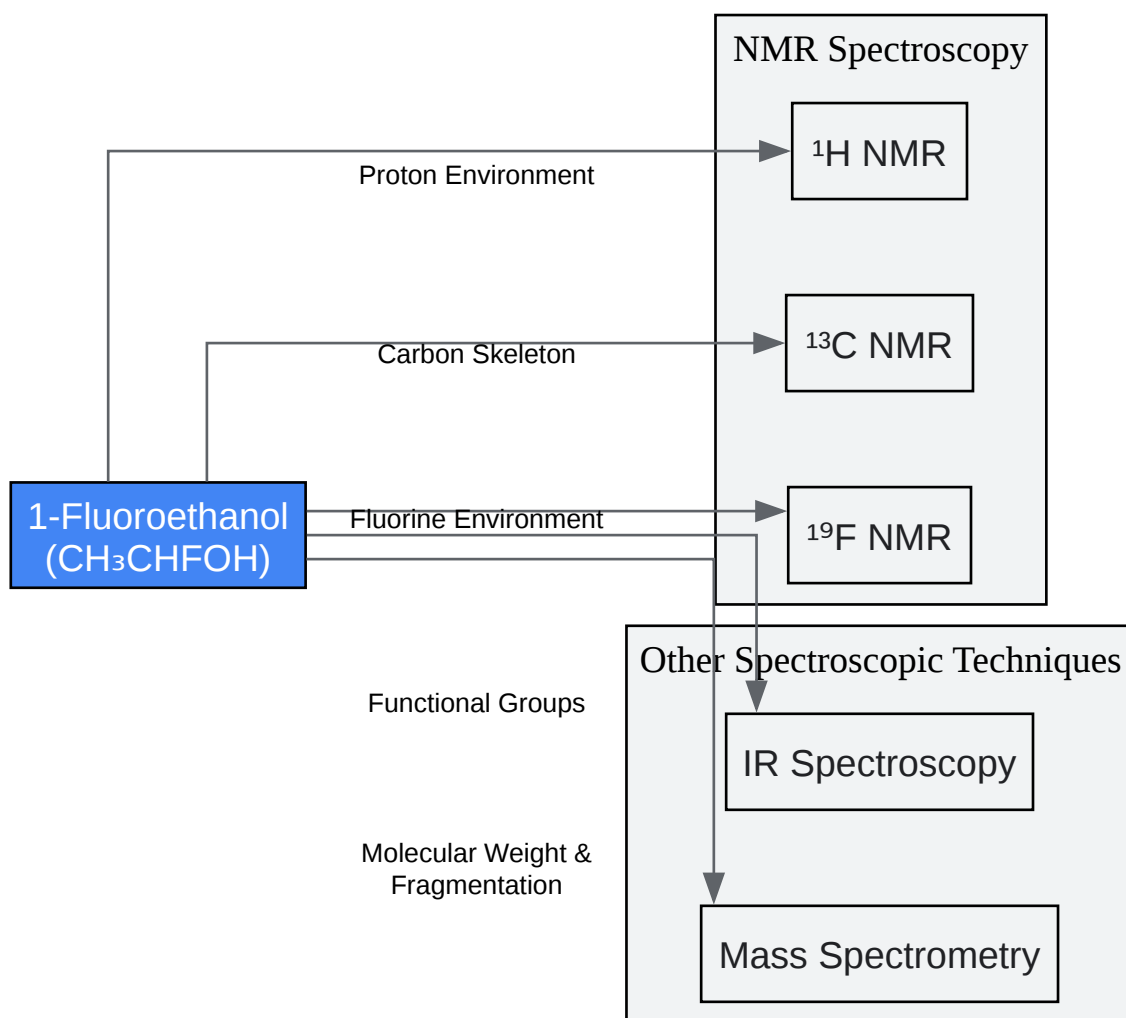 NMR Spectroscopy
¹H NMR
Proton Environment
¹³C NMR
Carbon Skeleton
1-Fluoroethanol
(CH₃CHFOH)
Fluorine Environment
¹⁹F NMR
Other Spectroscopic Techniques
Functional Groups
IR Spectroscopy
Molecular Weight &
Fragmentation
Mass Spectrometry